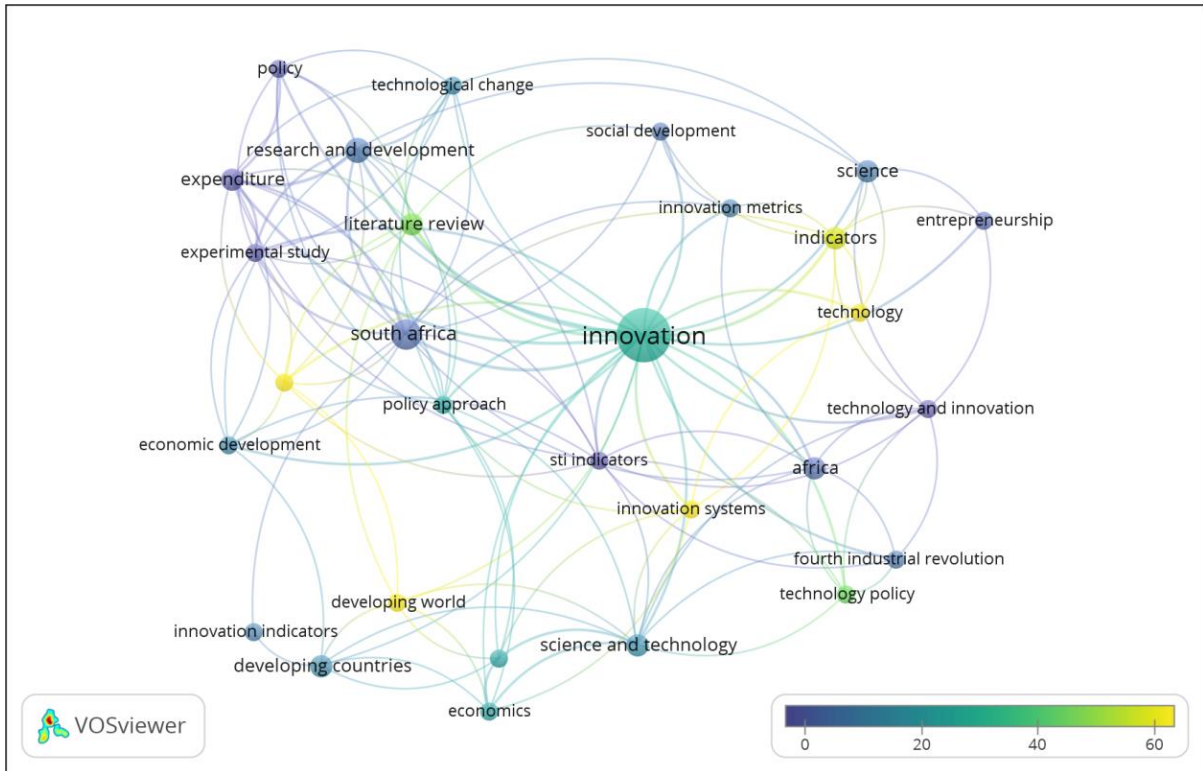 policy
technological change
social development
research and development
science
expenditure
innovation metrics
entrepreneurship
literature review
indicators
experimental study
technology
south africa
innovation
policy approach
technology and innovation
economic development
sti indicators
africa
innovation systems
fourth industrial revolution
technology policy
developing world
innovation indicators
science and technology
developing countries
economics
VOSviewer
0 20 40 60